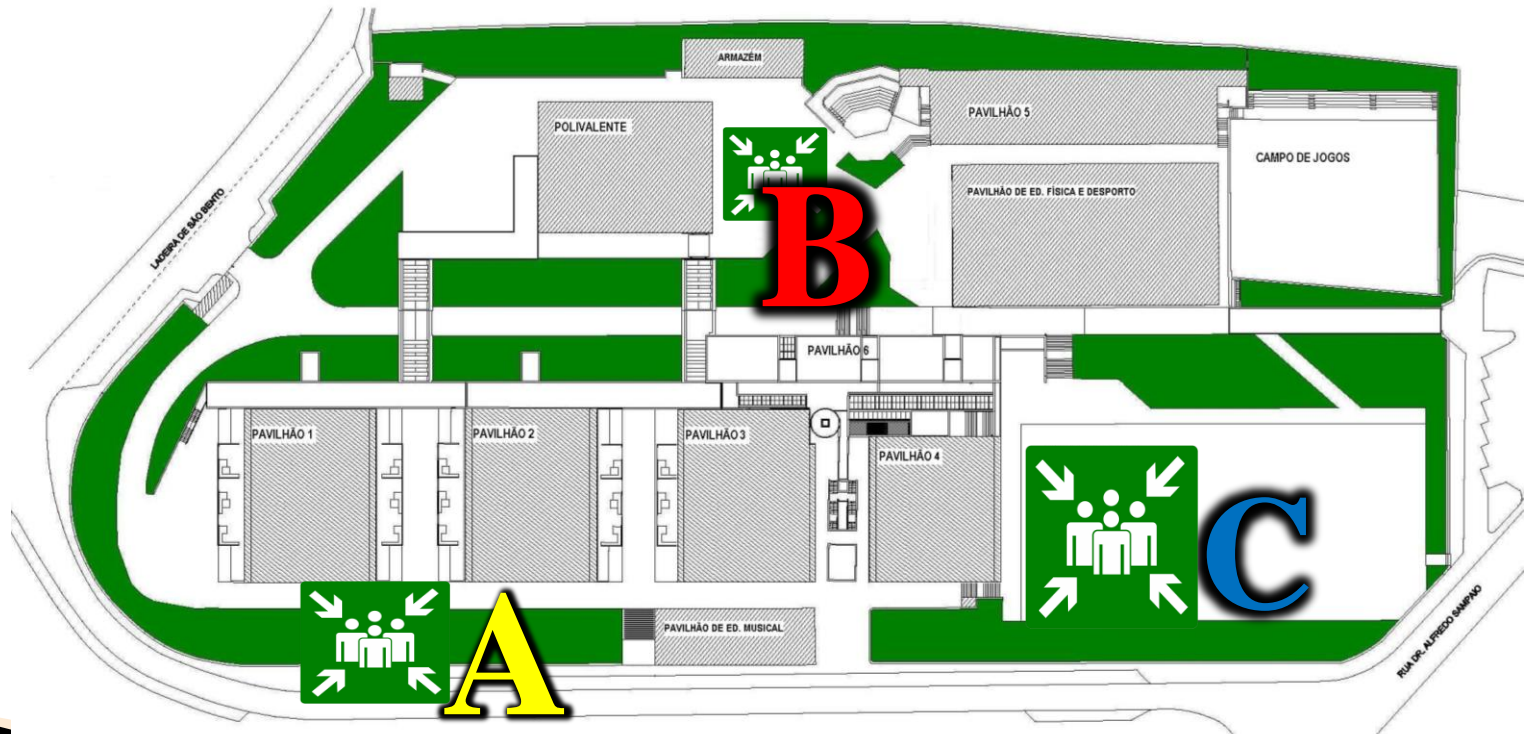 ARMAZÉM
PAVILHÃO 5
POLIVALENTE
CAMPO DE JOGOS
PAVILHÃO DE ED. FÍSICA E DESPORTO
LADEIRA DE SÃO BENTO
B
PAVILHÃO 6
PAVILHÃO 1
PAVILHÃO 2
PAVILHÃO 3
PAVILHÃO 4
C
A
PAVILHÃO DE ED. MUSICAL
RUA DR. ALFREDO SAMPAIO